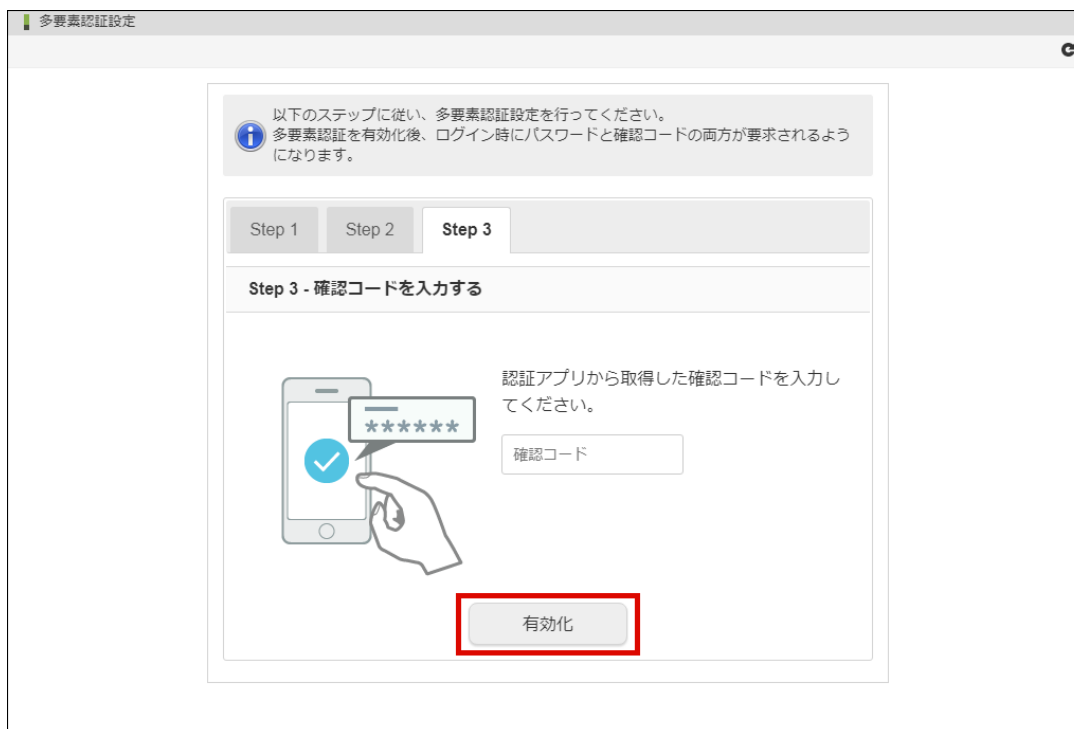 多要素認証設定
以下のステップに従い、多要素認証設定を行ってください。
多要素認証を有効化後、ログイン時にパスワードと確認コードの両方が要求されるよう
になります。
Step 1
Step 2
Step 3
Step 3 - 確認コードを入力する
認証アプリから取得した確認コードを入力し
てください。
******
確認コード
有効化